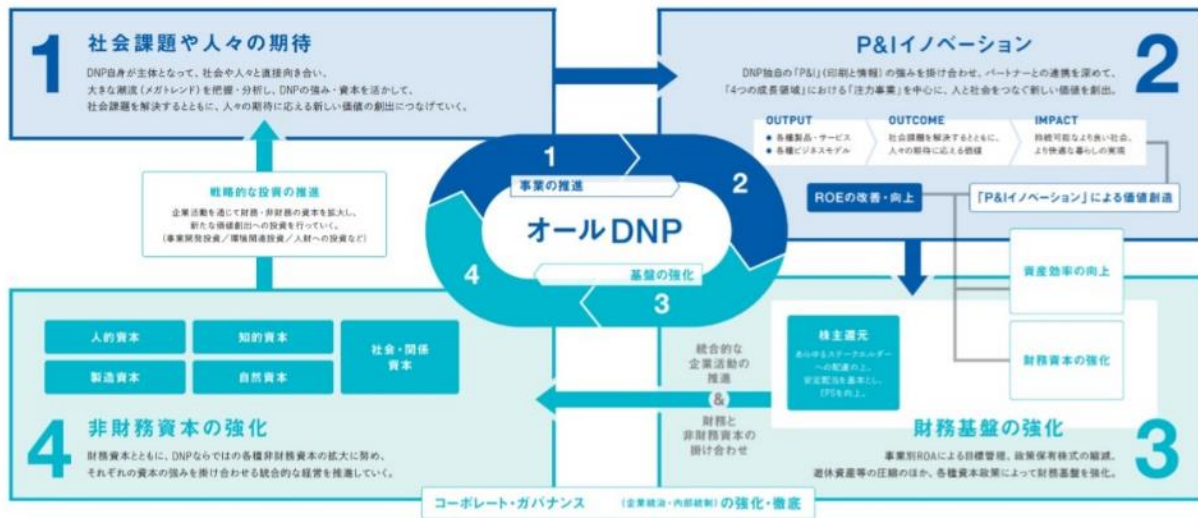 1
社会課題や人々の期待
DNP自身が主体となって、社会や人々と直接向き合い、
大きな潮流（メガトレンド）を把握・分析し、DNPの強み・資本を活かして、
社会課題を解決するとともに、人々の期待に応える新しい価値の創出につなげていく。
2
P&Iイノベーション
DNP独自の「P&I」（印刷と情報）の強みを掛け合わせ、パートナーとの連携を深めて、
「4つの成長領域」における「注力事業」を中心に、人と社会をつなぐ新しい価値を創出。
OUTPUT
● 各種製品・サービス
● 各種ビジネスモデル
OUTCOME
社会課題を解決するとともに、
人々の期待に応える価値
IMPACT
持続可能なより良い社会、
より快適な暮らしの実現
ROEの改善・向上
「P&Iイノベーション」による価値創造
戦略的な投資の推進
企業活動を通じて財務・非財務の資本を拡大し、
新たな価値創出への投資を行っていく。
（事業開発投資／環境関連投資／人財への投資など）
1
2
事業の推進
オールDNP
基盤の強化
4
3
資産効率の向上
財務資本の強化
株主還元
あらゆるステークホルダー
への配慮の上、
安定配当を基本とし、
EPSを向上。
統合的な
企業活動の
推進
&
財務と
非財務資本の
掛け合わせ
人的資本
知的資本
社会・関係
資本
製造資本
自然資本
4
非財務資本の強化
財務資本とともに、DNPならではの各種非財務資本の拡大に努め、
それぞれの資本の強みを掛け合わせる統合的な経営を推進していく。
財務基盤の強化
3
事業別ROAによる目標管理、政策保有株式の縮減、
遊休資産等の圧縮のほか、各種資本政策によって財務基盤を強化。
コーポレート・ガバナンス （企業統治・内部統制）の強化・徹底